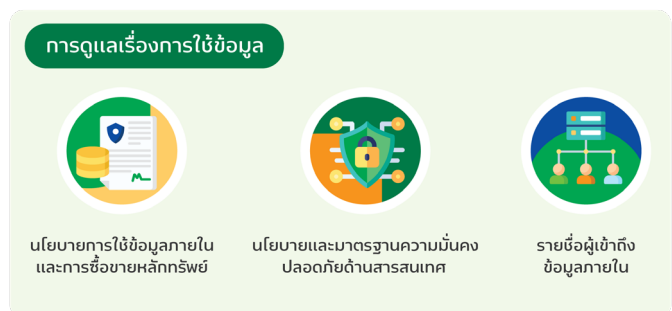 การดูแลเรื่องการใช้ข้อมูล
นโยบายการใช้ข้อมูลภายใน
และการซื้อขายหลักทรัพย์
นโยบายและมาตรฐานความมั่นคง
ปลอดภัยด้านสารสนเทศ
รายชื่อผู้เข้าถึง
ข้อมูลภายใน